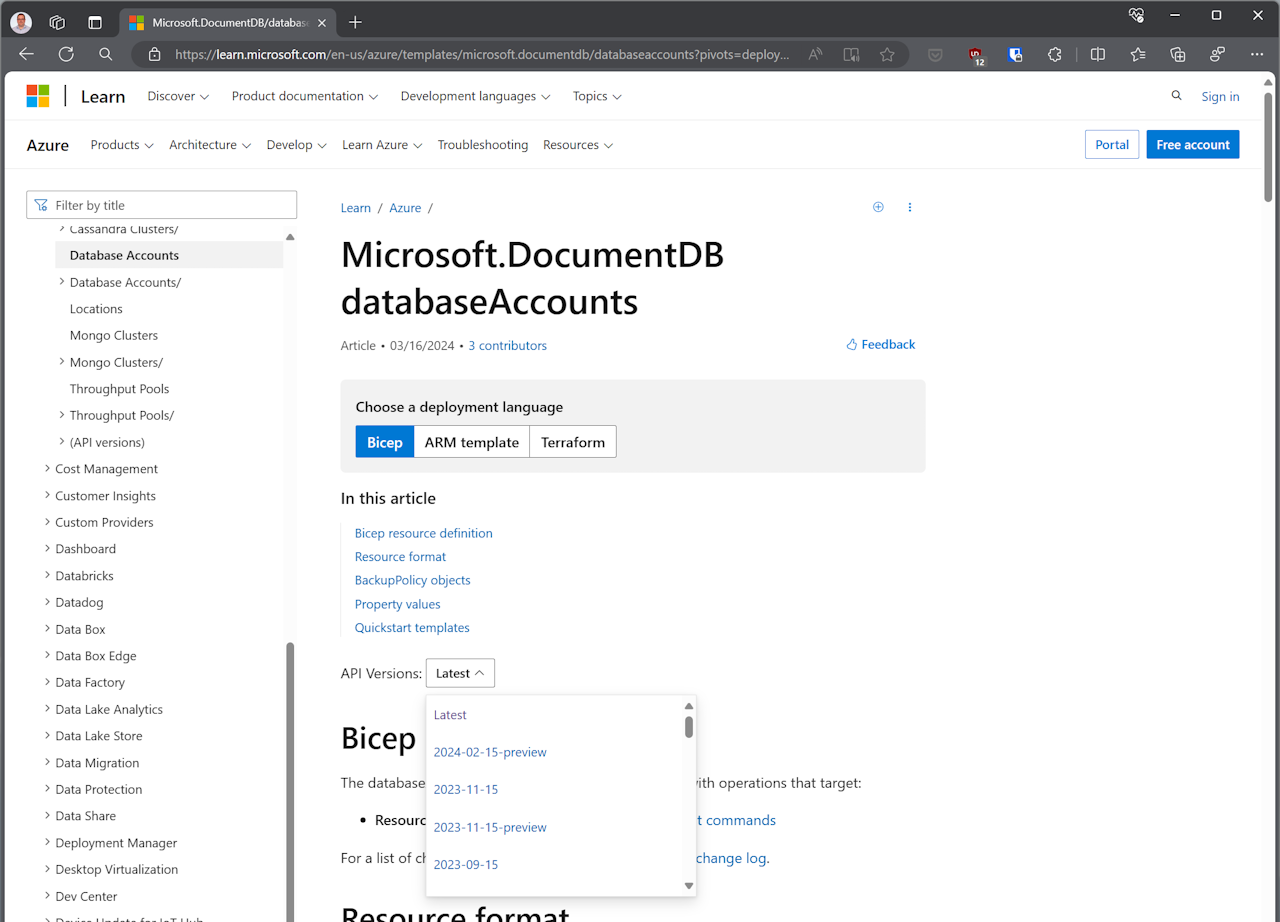 Microsoft.DocumentDB/databas
https://learn.microsoft.com/en-us/azure/templates/microsoft.documentdb/databaseaccounts?pivots=deploy...
12
Learn
Discover
Product documentation
Development languages
Topics
Sign in
Azure
Products
Architecture
Develop
Learn Azure
Troubleshooting
Resources
Portal
Free account
Filter by title
Cassandra Clusters/
Database Accounts
Database Accounts/
Locations
Mongo Clusters
Mongo Clusters/
Throughput Pools
Throughput Pools/
(API versions)
Cost Management
Customer Insights
Custom Providers
Dashboard
Databricks
Datadog
Data Box
Data Box Edge
Data Factory
Data Lake Analytics
Data Lake Store
Data Migration
Data Protection
Data Share
Deployment Manager
Desktop Virtualization
Dev Center
Device Update for IoT Hub
Learn / Azure /
Microsoft.DocumentDB
databaseAccounts
Article • 03/16/2024 • 3 contributors
Feedback
Choose a deployment language
Bicep
ARM template
Terraform
In this article
Bicep resource definition
Resource format
BackupPolicy objects
Property values
Quickstart templates
API Versions: Latest
Latest
2024-02-15-preview
2023-11-15
2023-11-15-preview
2023-09-15
Bicep
The database with operations that target:
• Resourc t commands
For a list of ch change log.
Resource format